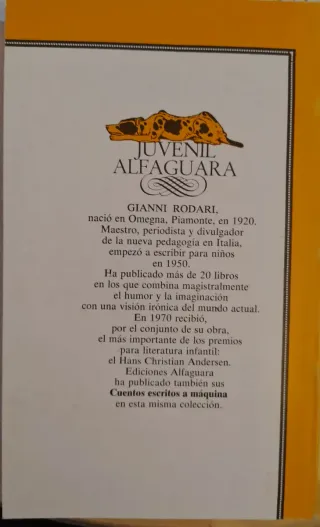 JUVENIL
ALFAGUARA
GIANNI RODARI,
nació en Omegna, Piamonte, en 1920.
Maestro, periodista y divulgador
de la nueva pedagogía en Italia,
empezó a escribir para niños
en 1950.
Ha publicado más de 20 libros
en los que combina magistralmente
el humor y la imaginación
con una visión irónica del mundo actual.
En 1970 recibió,
por el conjunto de su obra,
el más importante de los premios
para literatura infantil:
el Hans Christian Andersen.
Ediciones Alfaguara
ha publicado también sus
Cuentos escritos a máquina
en esta misma colección.